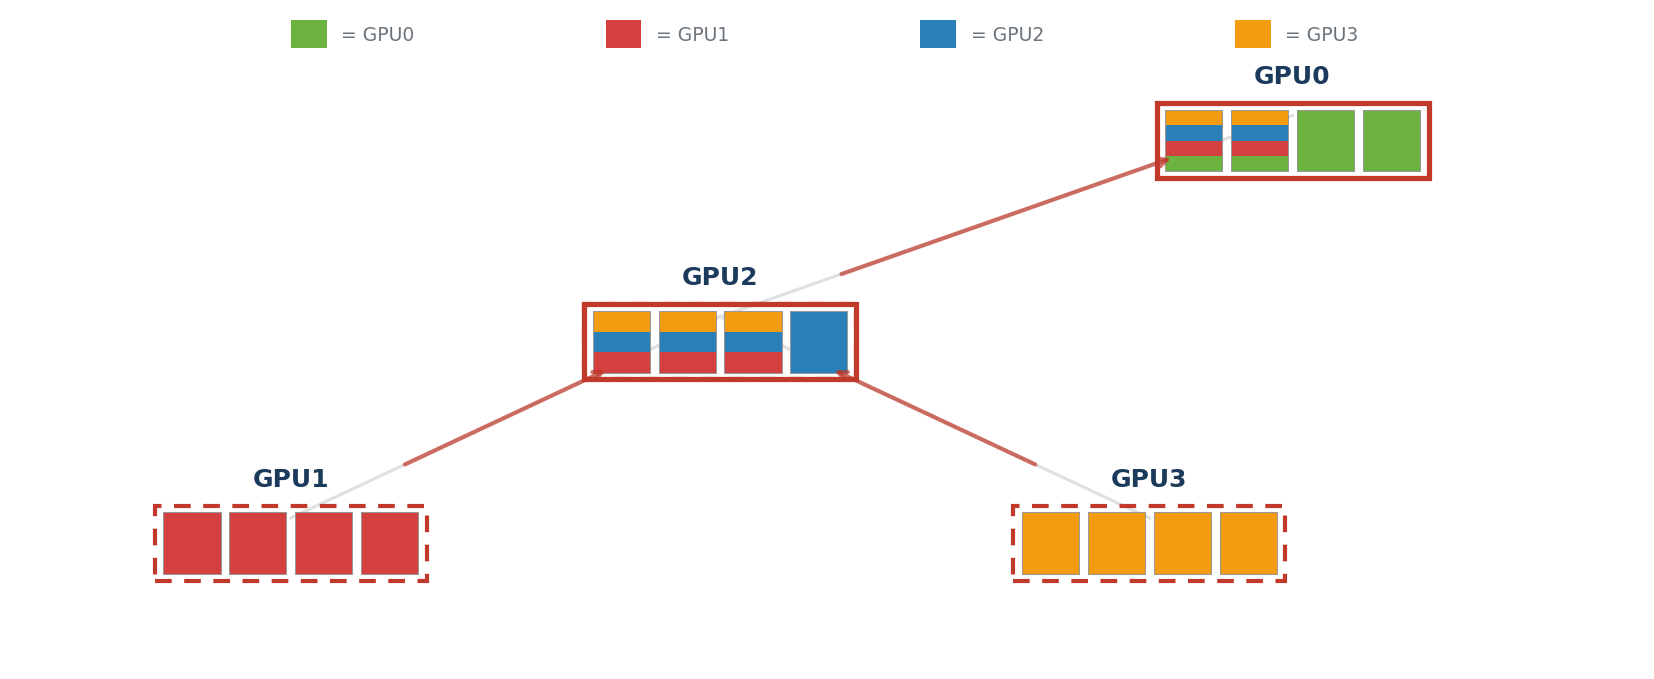 = GPU0
= GPU1
= GPU2
= GPU3
GPU0
GPU2
GPU1
GPU3